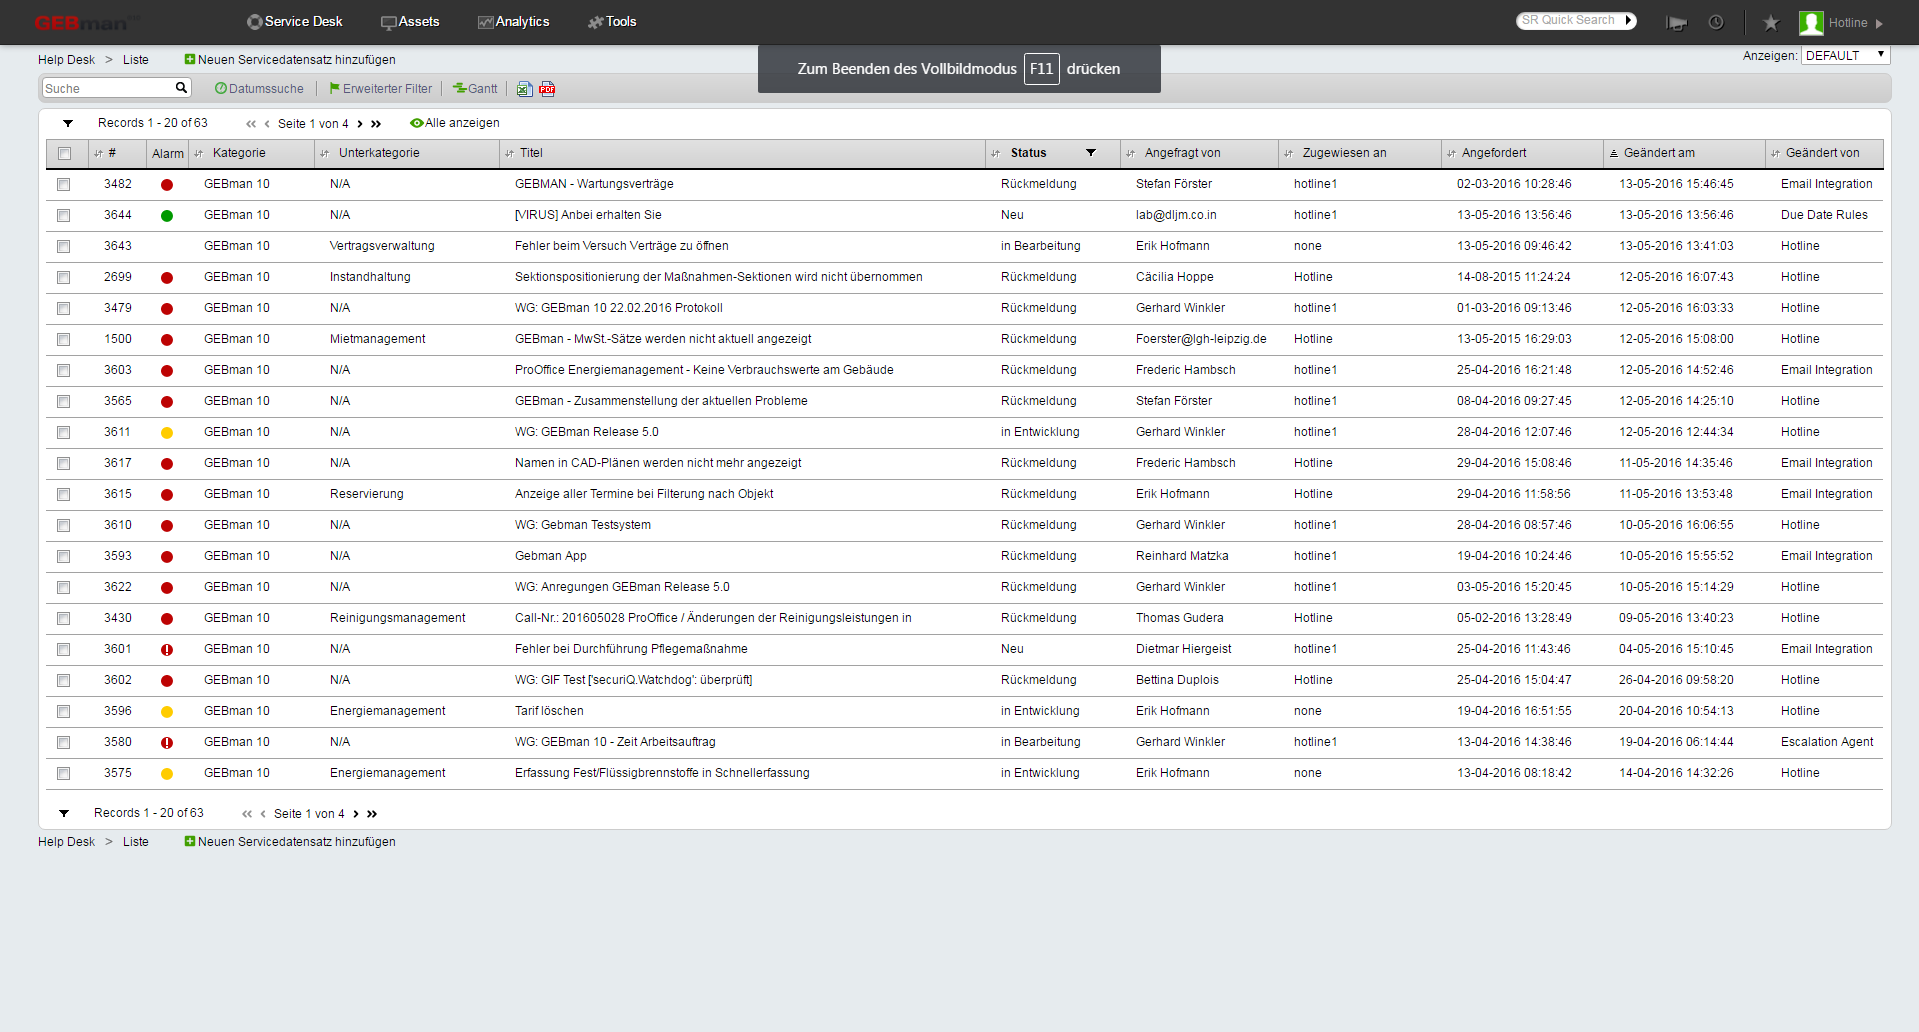 GEBman Service Desk Assets Analytics Tools SR Quick Search Hotline
Help Desk > Liste Neuen Servicedatensatz hinzufügen Anzeigen: DEFAULT
Zum Beenden des Vollbildmodus F11 drücken
Suche Datumssuche Erweiterter Filter Gantt PDF
Records 1 - 20 of 63 Seite 1 von 4 Alle anzeigen
# Alarm Kategorie Unterkategorie Titel Status Angefragt von Zugewiesen an Angefordert Geändert am Geändert von
3482 GEBman 10 N/A GEBMAN - Wartungsverträge Rückmeldung Stefan Förster hotline1 02-03-2016 10:28:46 13-05-2016 15:46:45 Email Integration
3644 GEBman 10 N/A [VIRUS] Anbei erhalten Sie Neu lab@dljm.co.in hotline1 13-05-2016 13:56:46 13-05-2016 13:56:46 Due Date Rules
3643 GEBman 10 Vertragsverwaltung Fehler beim Versuch Verträge zu öffnen in Bearbeitung Erik Hofmann none 13-05-2016 09:46:42 13-05-2016 13:41:03 Hotline
2699 GEBman 10 Instandhaltung Sektionspositionierung der Maßnahmen-Sektionen wird nicht übernommen Rückmeldung Cäcilia Hoppe Hotline 14-08-2015 11:24:24 12-05-2016 16:07:43 Hotline
3479 GEBman 10 N/A WG: GEBman 10 22.02.2016 Protokoll Rückmeldung Gerhard Winkler hotline1 01-03-2016 09:13:46 12-05-2016 16:03:33 Hotline
1500 GEBman 10 Mietmanagement GEBman - MwSt.-Sätze werden nicht aktuell angezeigt Rückmeldung Foerster@lgh-leipzig.de Hotline 13-05-2015 16:29:03 12-05-2016 15:08:00 Hotline
3603 GEBman 10 N/A ProOffice Energiemanagement - Keine Verbrauchswerte am Gebäude Rückmeldung Frederic Hambsch hotline1 25-04-2016 16:21:48 12-05-2016 14:52:46 Email Integration
3565 GEBman 10 N/A GEBman - Zusammenstellung der aktuellen Probleme Rückmeldung Stefan Förster hotline1 08-04-2016 09:27:45 12-05-2016 14:25:10 Hotline
3611 GEBman 10 N/A WG: GEBman Release 5.0 in Entwicklung Gerhard Winkler hotline1 28-04-2016 12:07:46 12-05-2016 12:44:34 Hotline
3617 GEBman 10 N/A Namen in CAD-Plänen werden nicht mehr angezeigt Rückmeldung Frederic Hambsch Hotline 29-04-2016 15:08:46 11-05-2016 14:35:46 Email Integration
3615 GEBman 10 Reservierung Anzeige aller Termine bei Filterung nach Objekt Rückmeldung Erik Hofmann Hotline 29-04-2016 11:58:56 11-05-2016 13:53:48 Email Integration
3610 GEBman 10 N/A WG: Gebman Testsystem Rückmeldung Gerhard Winkler hotline1 28-04-2016 08:57:46 10-05-2016 16:06:55 Hotline
3593 GEBman 10 N/A Gebman App Rückmeldung Reinhard Matzka hotline1 19-04-2016 10:24:46 10-05-2016 15:55:52 Email Integration
3622 GEBman 10 N/A WG: Anregungen GEBman Release 5.0 Rückmeldung Gerhard Winkler hotline1 03-05-2016 15:20:45 10-05-2016 15:14:29 Hotline
3430 GEBman 10 Reinigungsmanagement Call-Nr.: 201605028 ProOffice / Änderungen der Reinigungsleistungen in Rückmeldung Thomas Gudera Hotline 05-02-2016 13:28:49 09-05-2016 13:40:23 Hotline
3601 GEBman 10 N/A Fehler bei Durchführung Pflegemaßnahme Neu Dietmar Hiergeist hotline1 25-04-2016 11:43:46 04-05-2016 15:10:45 Email Integration
3602 GEBman 10 N/A WG: GIF Test ['securiQ.Watchdog': überprüft] Rückmeldung Bettina Duplois Hotline 25-04-2016 15:04:47 26-04-2016 09:58:20 Hotline
3596 GEBman 10 Energiemanagement Tarif löschen in Entwicklung Erik Hofmann none 19-04-2016 16:51:55 20-04-2016 10:54:13 Hotline
3580 GEBman 10 N/A WG: GEBman 10 - Zeit Arbeitsauftrag in Bearbeitung Gerhard Winkler hotline1 13-04-2016 14:38:46 19-04-2016 06:14:44 Escalation Agent
3575 GEBman 10 Energiemanagement Erfassung Fest/Flüssigbrennstoffe in Schnellerfassung in Entwicklung Erik Hofmann none 13-04-2016 08:18:42 14-04-2016 14:32:26 Hotline
Records 1 - 20 of 63 Seite 1 von 4
Help Desk > Liste Neuen Servicedatensatz hinzufügen